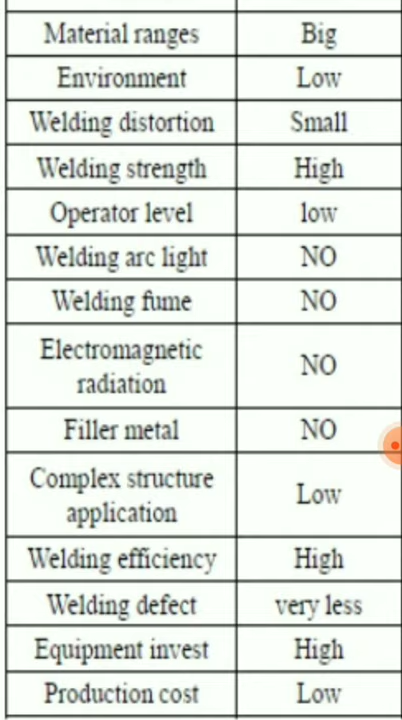 Material ranges Big
Environment Low
Welding distortion Small
Welding strength High
Operator level low
Welding arc light NO
Welding fume NO
Electromagnetic
radiation NO
Filler metal NO
Complex structure
application Low
Welding efficiency High
Welding defect very less
Equipment invest High
Production cost Low